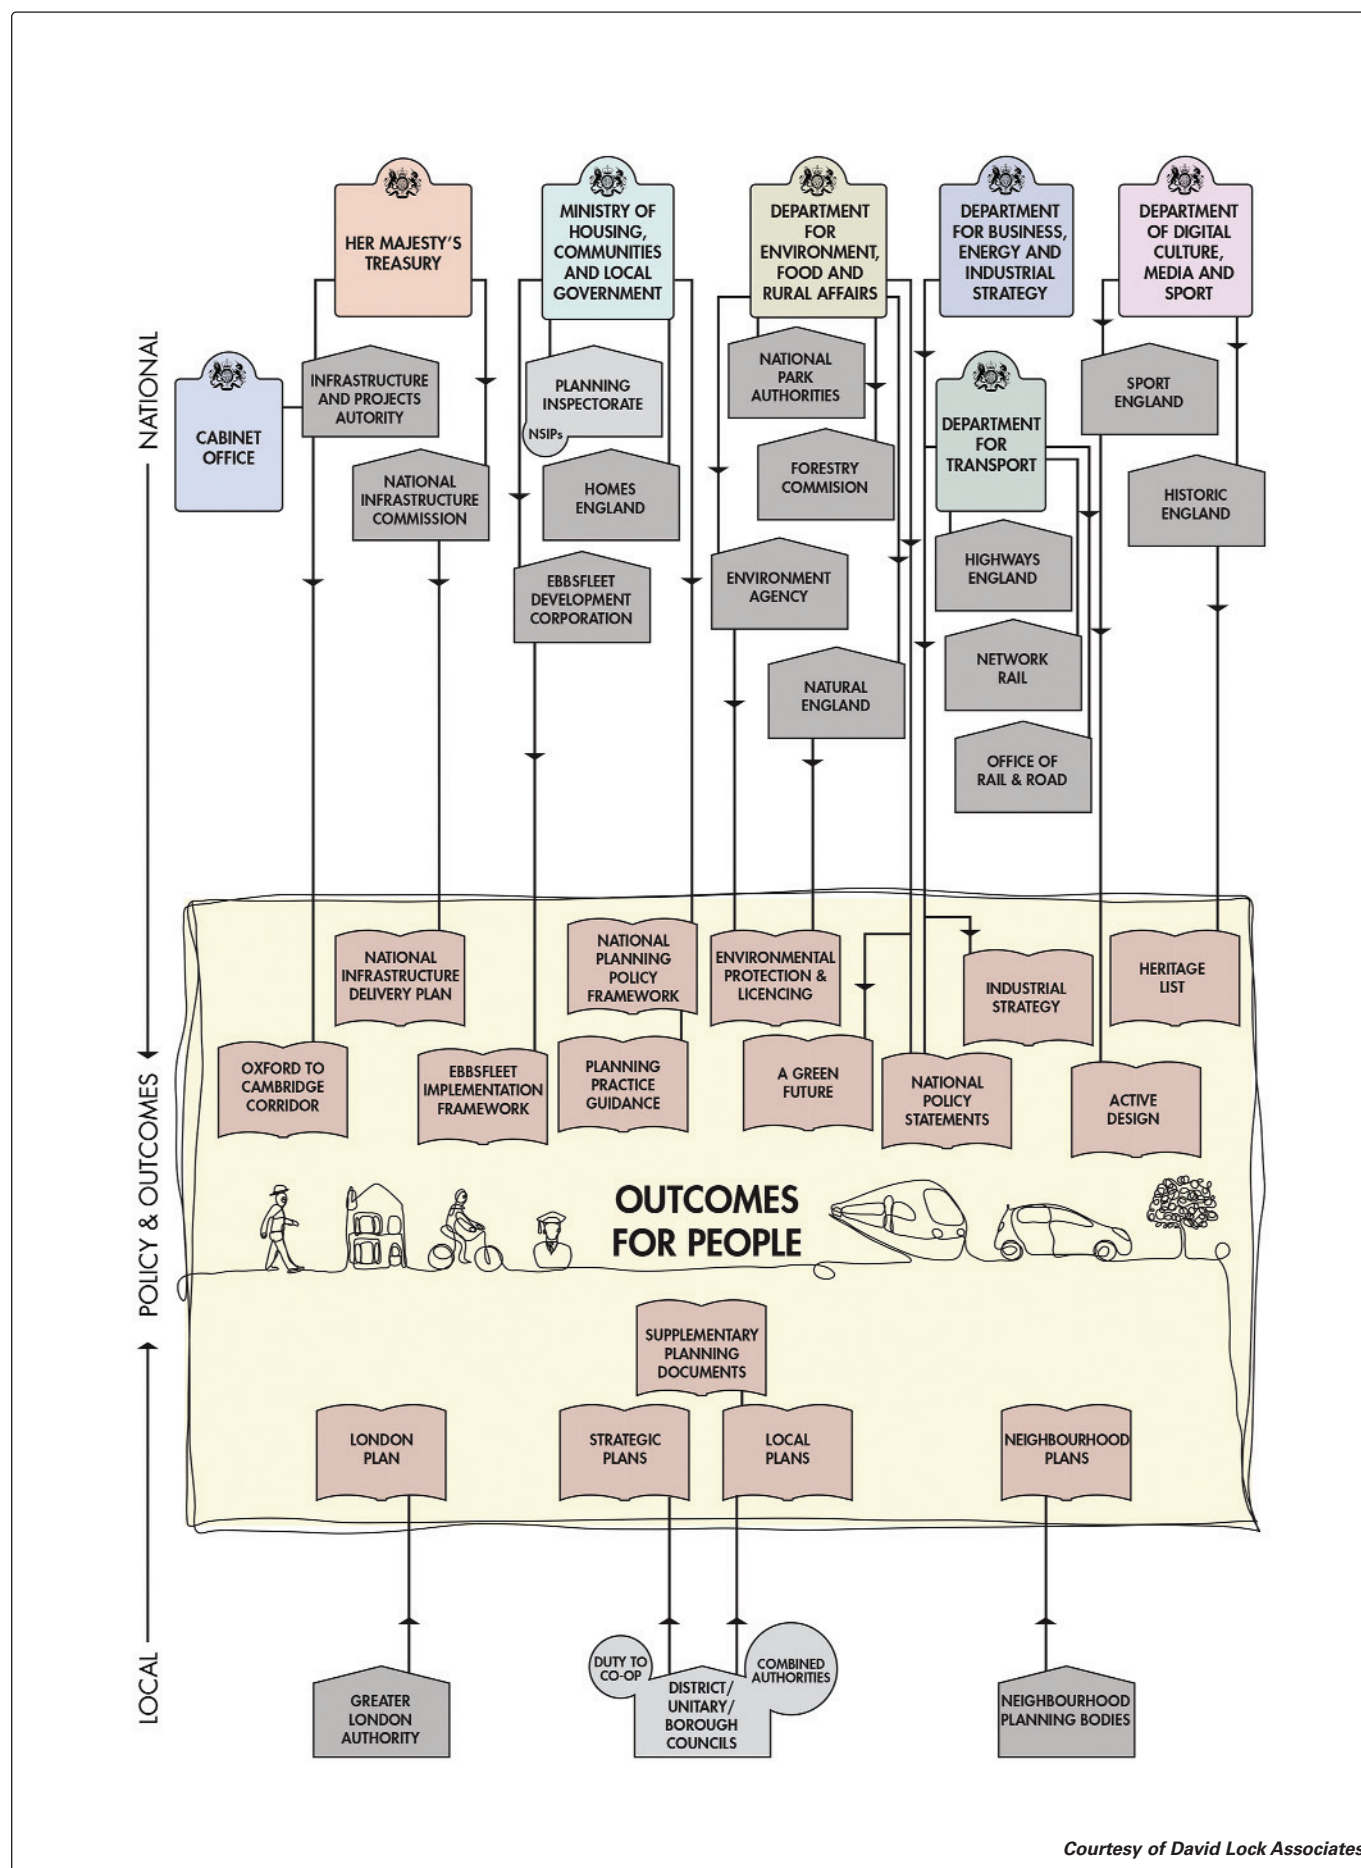 HER MAJESTY'S
TREASURY
MINISTRY OF
HOUSING,
COMMUNITIES
AND LOCAL
GOVERNMENT
DEPARTMENT
FOR
ENVIRONMENT,
FOOD AND
RURAL AFFAIRS
DEPARTMENT
FOR BUSINESS,
ENERGY AND
INDUSTRIAL
STRATEGY
DEPARTMENT
OF DIGITAL
CULTURE,
MEDIA AND
SPORT
NATIONAL
CABINET
OFFICE
INFRASTRUCTURE
AND PROJECTS
AUTORITY
NATIONAL
INFRASTRUCTURE
COMMISSION
PLANNING
INSPECTORATE
NSIPs
HOMES
ENGLAND
EBBSFLEET
DEVELOPMENT
CORPORATION
NATIONAL
PARK
AUTHORITIES
FORESTRY
COMMISION
ENVIRONMENT
AGENCY
NATURAL
ENGLAND
DEPARTMENT
FOR
TRANSPORT
HIGHWAYS
ENGLAND
NETWORK
RAIL
OFFICE OF
RAIL & ROAD
SPORT
ENGLAND
HISTORIC
ENGLAND
POLICY & OUTCOMES
NATIONAL
INFRASTRUCTURE
DELIVERY PLAN
NATIONAL
PLANNING
POLICY
FRAMEWORK
ENVIRONMENTAL
PROTECTION &
LICENCING
INDUSTRIAL
STRATEGY
HERITAGE
LIST
OXFORD TO
CAMBRIDGE
CORRIDOR
EBBSFLEET
IMPLEMENTATION
FRAMEWORK
PLANNING
PRACTICE
GUIDANCE
A GREEN
FUTURE
NATIONAL
POLICY
STATEMENTS
ACTIVE
DESIGN
OUTCOMES
FOR PEOPLE
SUPPLEMENTARY
PLANNING
DOCUMENTS
LONDON
PLAN
STRATEGIC
PLANS
LOCAL
PLANS
NEIGHBOURHOOD
PLANS
LOCAL
GREATER
LONDON
AUTHORITY
DUTY TO
CO-OP
COMBINED
AUTHORITIES
DISTRICT/
UNITARY/
BOROUGH
COUNCILS
NEIGHBOURHOOD
PLANNING BODIES
Courtesy of David Lock Associates